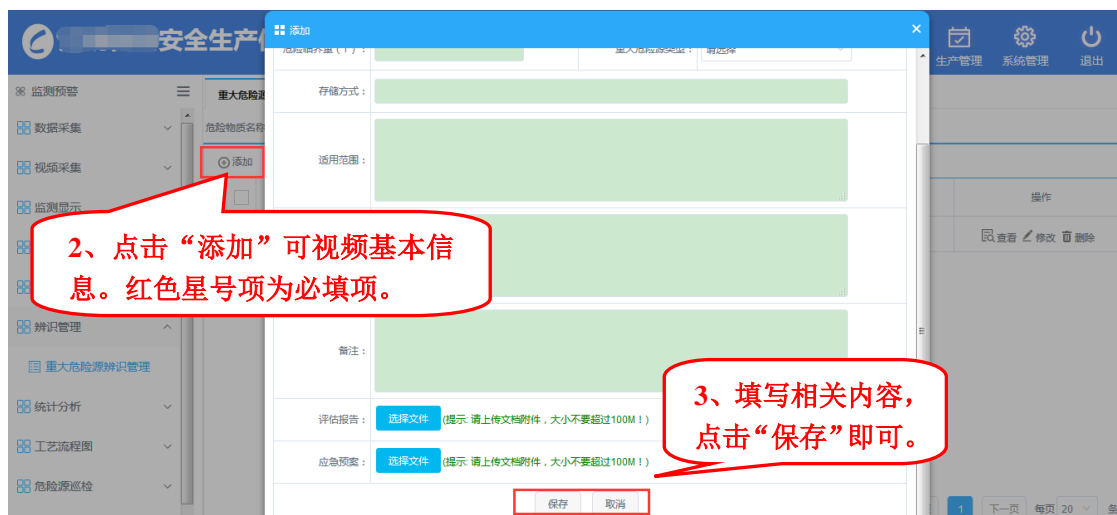 安全生产
添加
生产管理
系统管理
退出
监测预警
重大危险源
危险临界量（T）：
重大危险源类型：
请选择
存储方式：
数据采集
危险物质名称
视频采集
添加
适用范围：
监测显示
操作
2、点击“添加”可视频基本信
息。红色星号项为必填项。
查看
修改
删除
辨识管理
重大危险源辨识管理
备注：
统计分析
3、填写相关内容，
点击“保存”即可。
评估报告：
选择文件
(提示: 请上传文档附件，大小不要超过100M！)
工艺流程图
应急预案：
选择文件
(提示: 请上传文档附件，大小不要超过100M！)
危险源巡检
保存
取消
1
下一页
每页
20
条